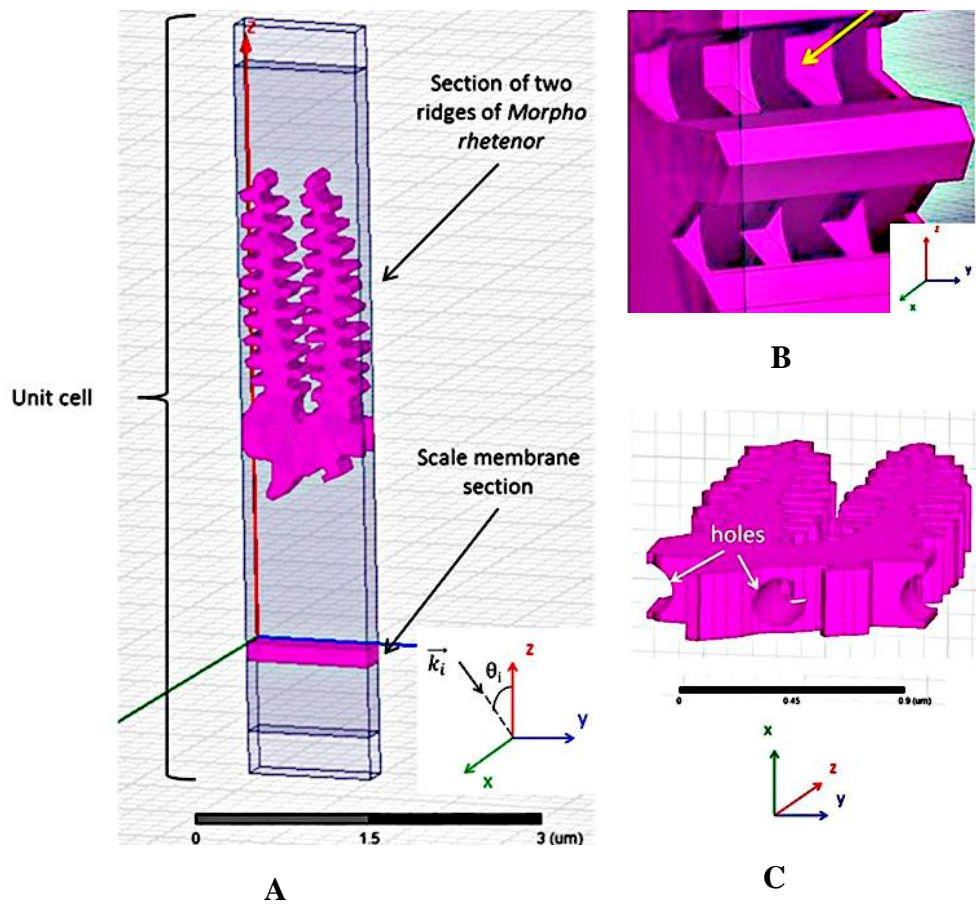 z
Section of two
ridges of Morpho
rhetenor
Unit cell
Scale membrane
section
k_i
θ_i
z
y
x
0
1.5
3 (um)
A
z
y
x
B
holes
0
0.45
0.9 (um)
x
z
y
C